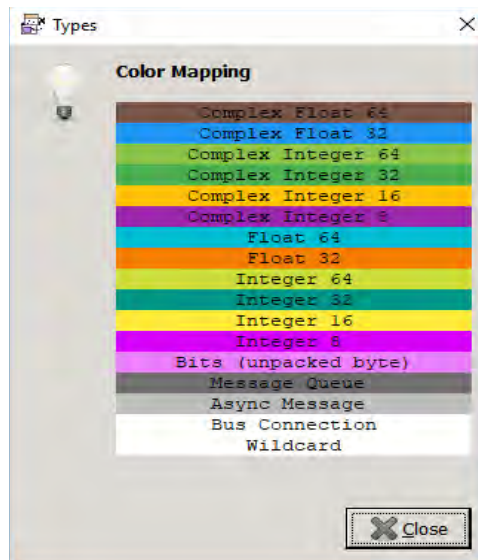 Types
Color Mapping
Complex Float 64
Complex Float 32
Complex Integer 64
Complex Integer 32
Complex Integer 16
Complex Integer 8
Float 64
Float 32
Integer 64
Integer 32
Integer 16
Integer 8
Bits (unpacked byte)
Message Queue
Async Message
Bus Connection
Wildcard
Close